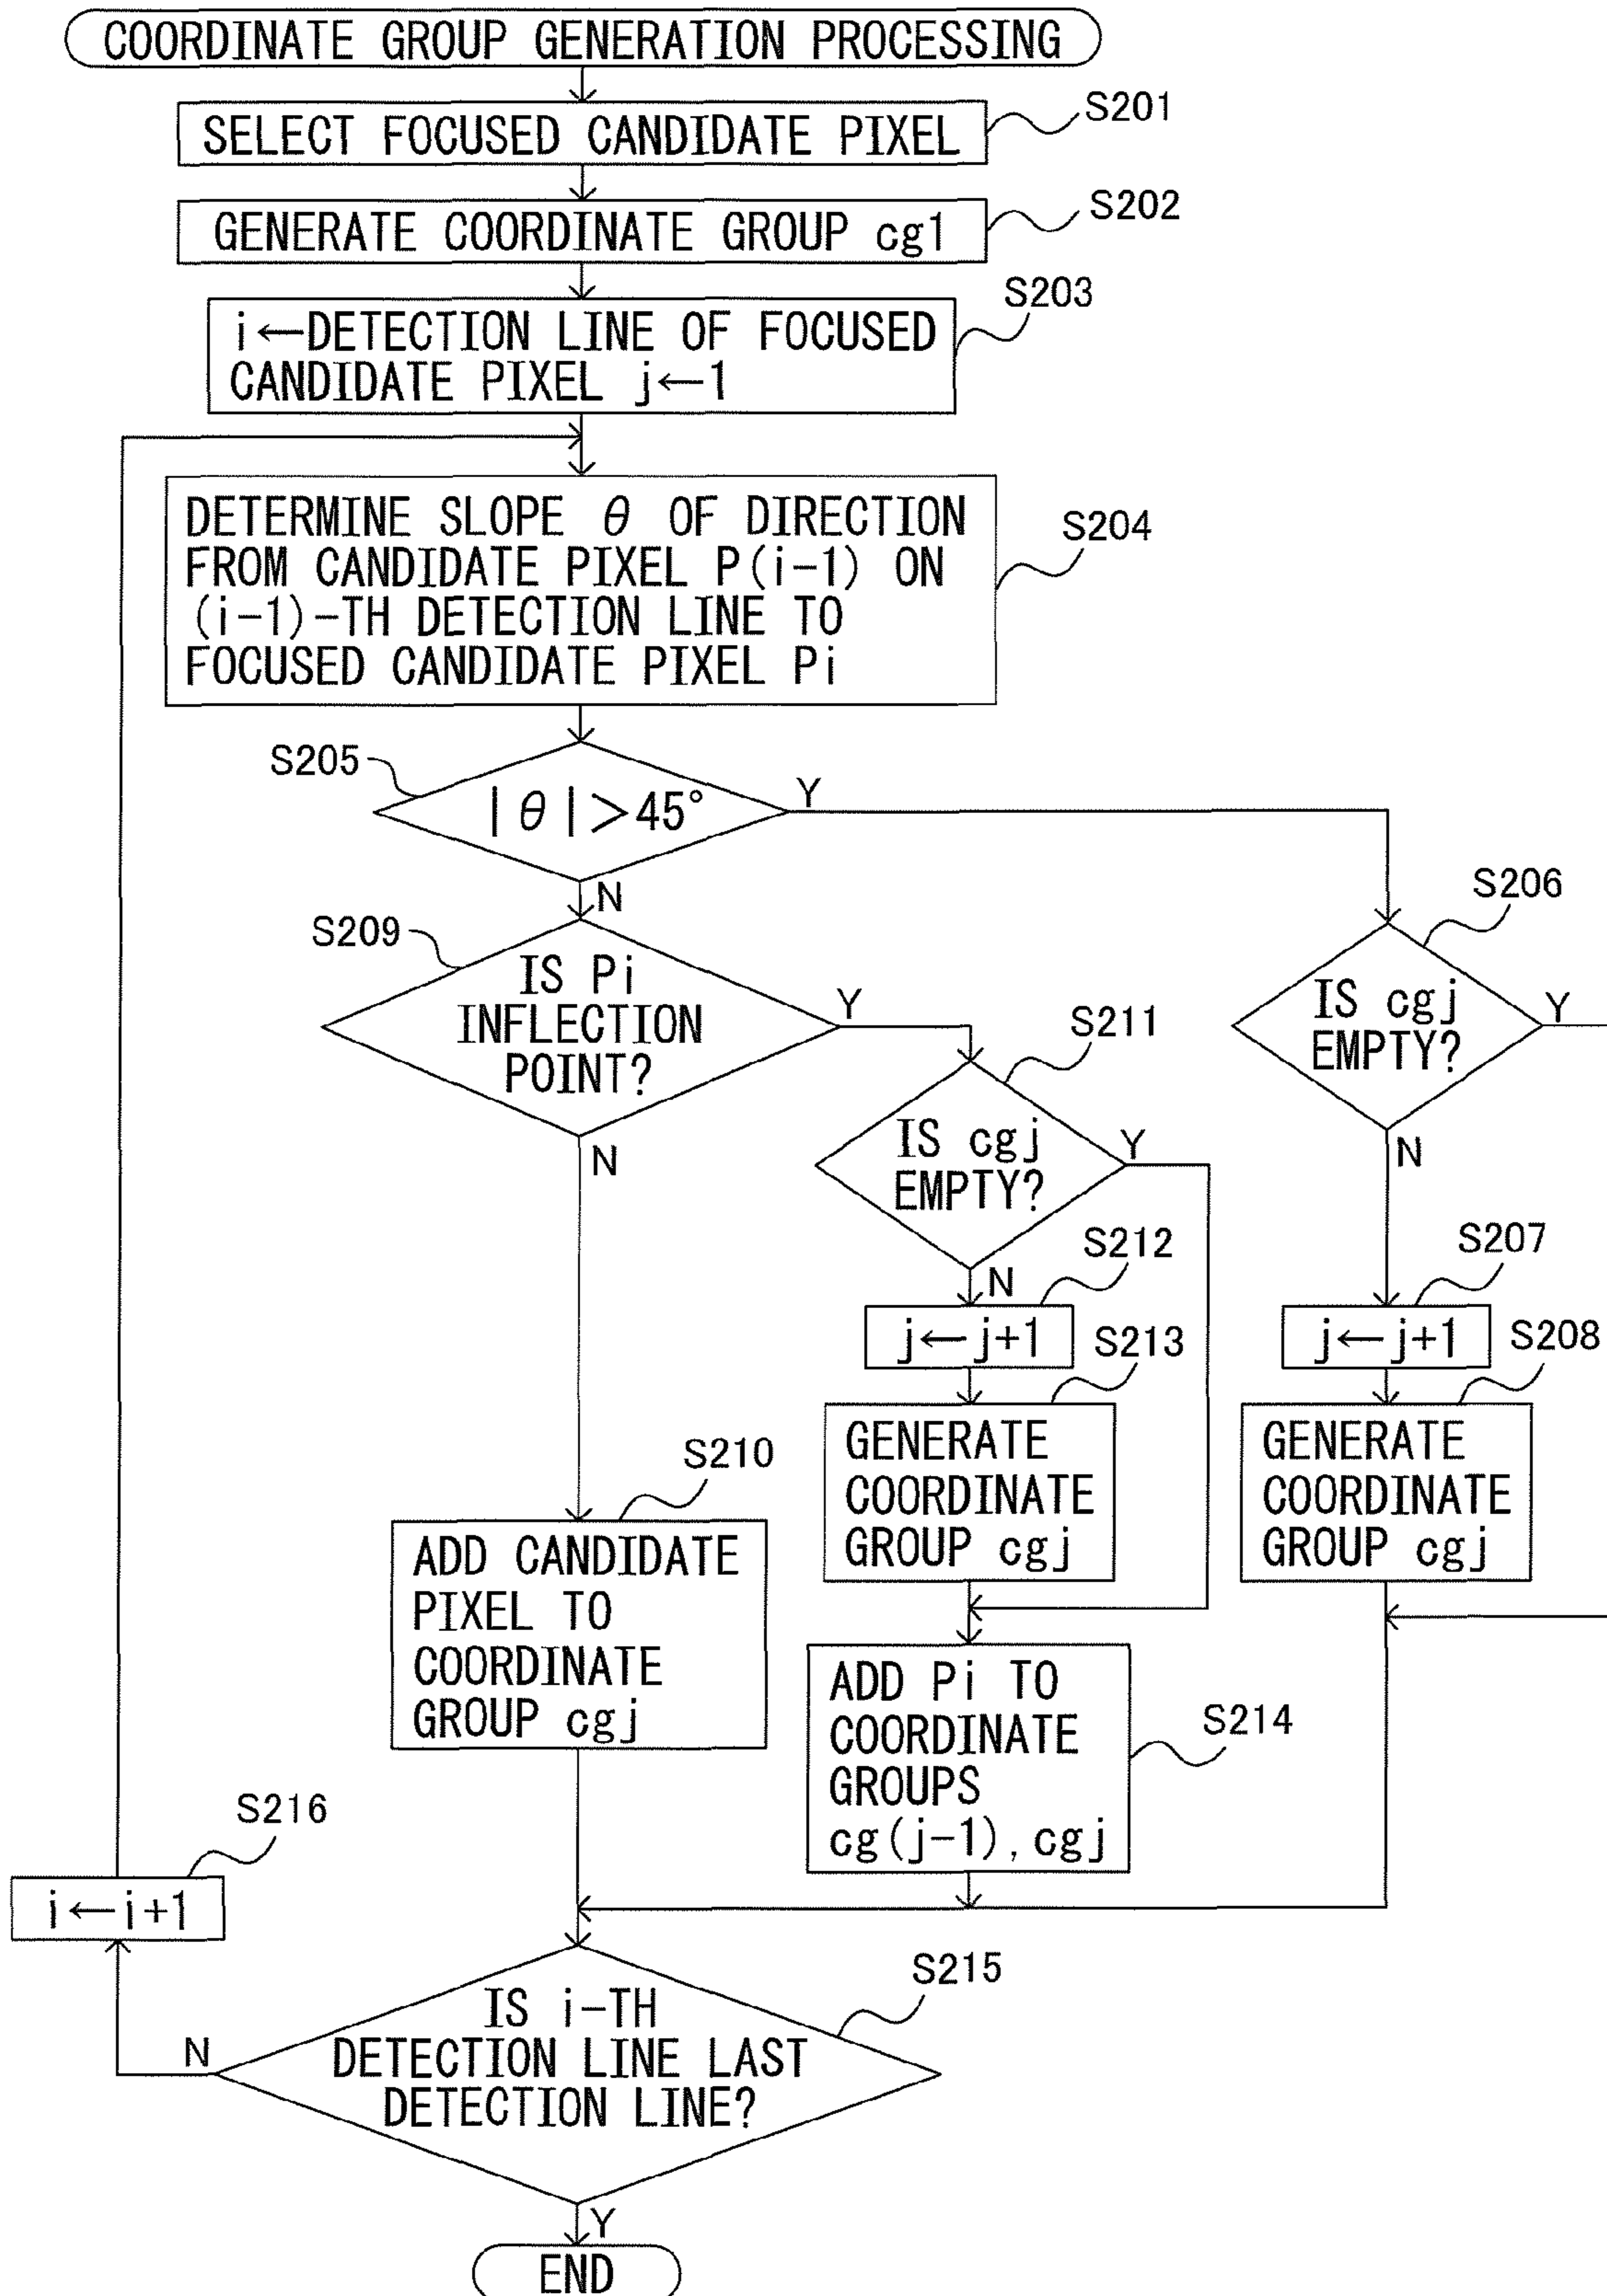 COORDINATE GROUP GENERATION PROCESSING
S201
SELECT FOCUSED CANDIDATE PIXEL
S202
GENERATE COORDINATE GROUP cg1
S203
i←DETECTION LINE OF FOCUSED
CANDIDATE PIXEL j←1
S204
DETERMINE SLOPE θ OF DIRECTION
FROM CANDIDATE PIXEL P(i-1) ON
(i-1)-TH DETECTION LINE TO
FOCUSED CANDIDATE PIXEL Pi
S205
|θ|>45°
Y
N
S206
IS cgj
EMPTY?
Y
N
S209
IS Pi
INFLECTION
POINT?
Y
N
S211
IS cgj
EMPTY?
Y
N
S212
j←j+1
S207
j←j+1
S213
GENERATE
COORDINATE
GROUP cgj
S208
GENERATE
COORDINATE
GROUP cgj
S210
ADD CANDIDATE
PIXEL TO
COORDINATE
GROUP cgj
S214
ADD Pi TO
COORDINATE
GROUPS
cg(j-1),cgj
S216
i←i+1
S215
IS i-TH
DETECTION LINE LAST
DETECTION LINE?
N
Y
END